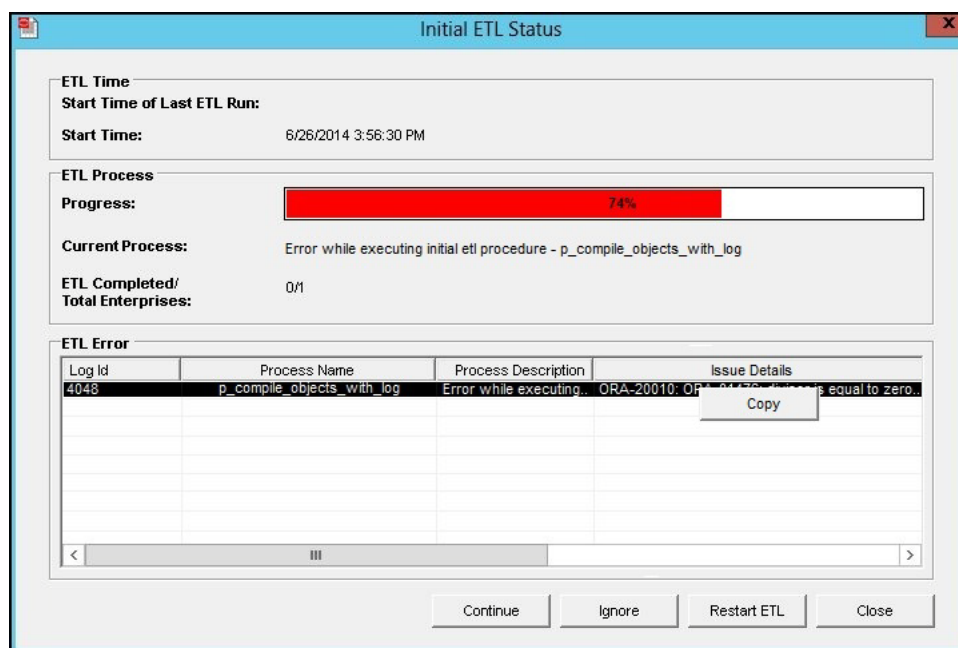 Initial ETL Status
X
ETL Time
Start Time of Last ETL Run:
Start Time: 6/26/2014 3:56:30 PM
ETL Process
Progress: 74%
Current Process: Error while executing initial etl procedure - p_compile_objects_with_log
ETL Completed/
Total Enterprises: 0/1
ETL Error
Log Id Process Name Process Description Issue Details
4048 p_compile_objects_with_log Error while executing.. ORA-20010: is equal to zero..
Copy
Continue Ignore Restart ETL Close